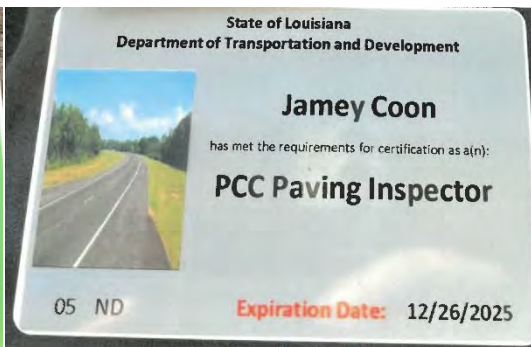 State of Louisiana
Department of Transportation and Development
Jamey Coon
has met the requirements for certification as a(n):
PCC Paving Inspector
05 ND
Expiration Date: 12/26/2025